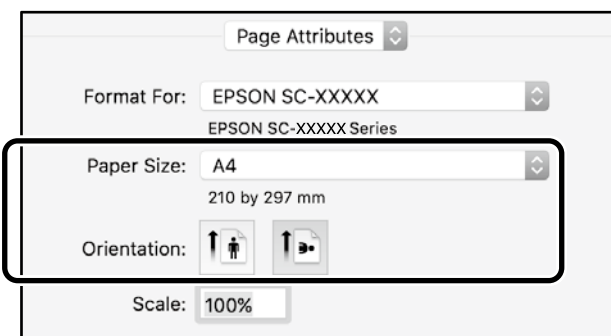 Page Attributes
Format For: EPSON SC-XXXXX
EPSON SC-XXXXX Series
Paper Size: A4
210 by 297 mm
Orientation:
Scale: 100%